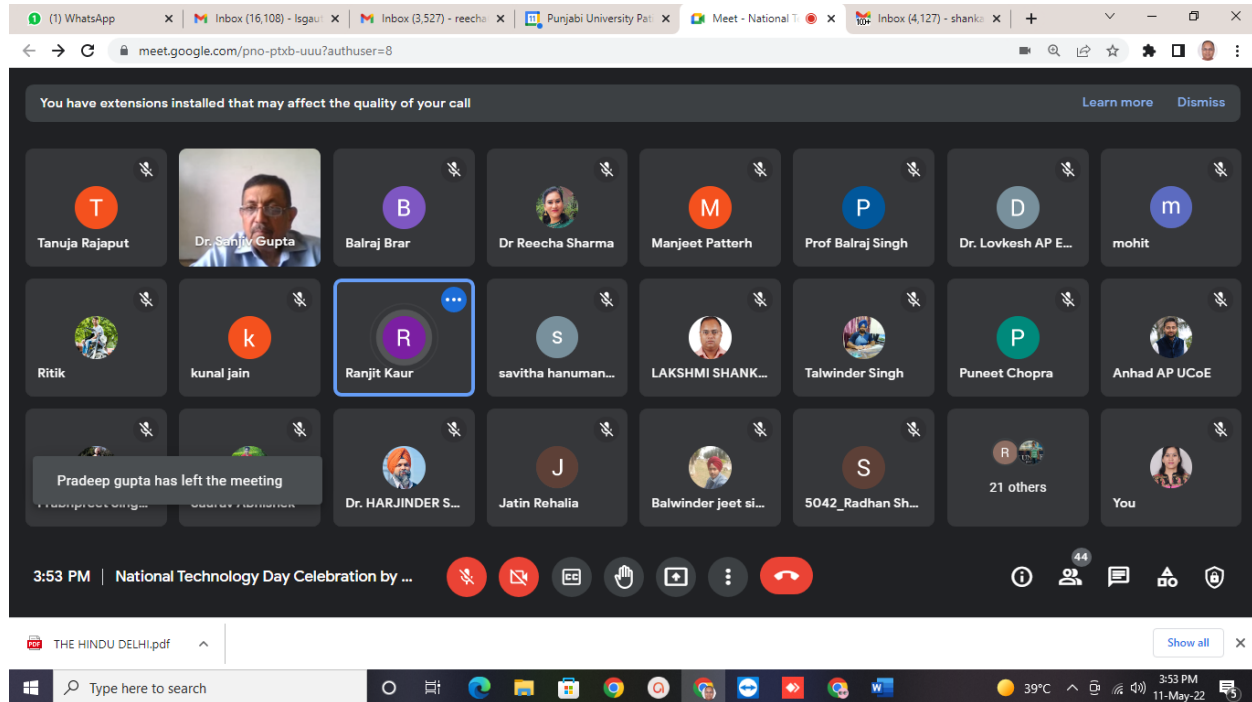 (1) WhatsApp
Inbox (16,108) - lsgaut
Inbox (3,527) - reecha
Punjabi University Pati
Meet - National T
Inbox (4,127) - shanka
meet.google.com/pno-ptxb-uuu?authuser=8
You have extensions installed that may affect the quality of your call
Learn more
Dismiss
T
B
M
P
D
m
Tanuja Rajaput
Dr. Sanjiv Gupta
Balraj Brar
Dr Reecha Sharma
Manjeet Patterh
Prof Balraj Singh
Dr. Lovkesh AP E...
mohit
k
R
s
P
Ritik
kunal jain
Ranjit Kaur
savitha hanuman...
LAKSHMI SHANK...
Talwinder Singh
Puneet Chopra
Anhad AP UCoE
Pradeep gupta has left the meeting
J
S
R
21 others
Dr. HARJINDER S...
Jatin Rehalia
Balwinder jeet si...
5042_Radhan Sh...
You
3:53 PM | National Technology Day Celebration by ...
CC
44
THE HINDU DELHI.pdf
Show all
Type here to search
39°C
3:53 PM
11-May-22
5